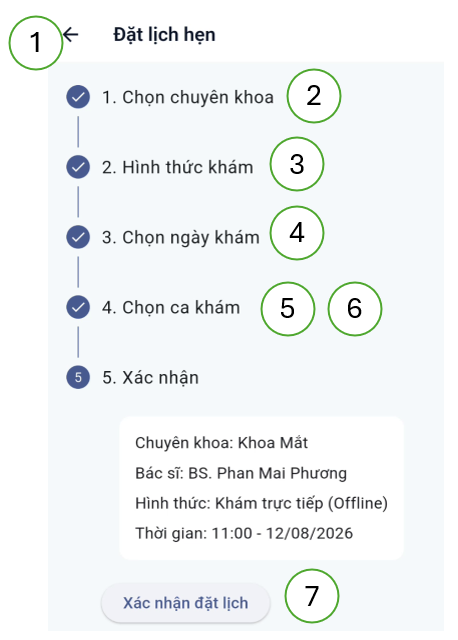 1 Đặt lịch hẹn
1. Chọn chuyên khoa 2
2. Hình thức khám 3
3. Chọn ngày khám 4
4. Chọn ca khám 5 6
5 5. Xác nhận
Chuyên khoa: Khoa Mắt
Bác sĩ: BS. Phan Mai Phương
Hình thức: Khám trực tiếp (Offline)
Thời gian: 11:00 - 12/08/2026
Xác nhận đặt lịch 7